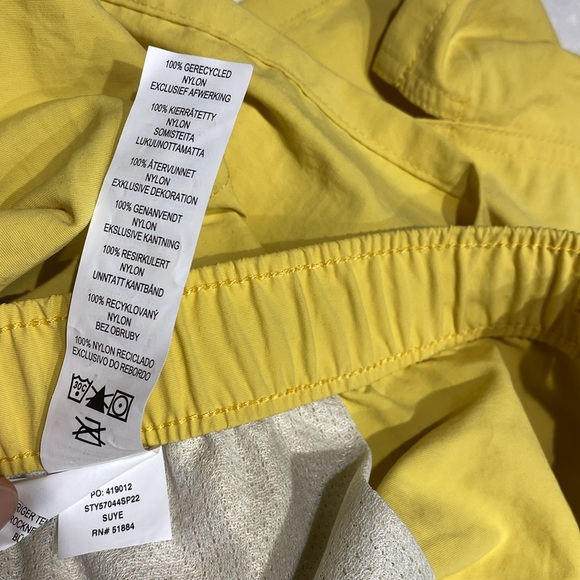 100% GERECYCLED
NYLON
EXCLUSIEF AFWERKING
100% KIERRÄTETTY
NYLON
SOMISTEITA
LUKUUNOTTAMATTA
100% ÅTERVUNNET
NYLON
EXKLUSIVE DEKORATION
100% GENANVENDT
NYLON
EKSLUSIVE KANTNING
100% RESIRKULERT
NYLON
UNNTATT KANTBÅND
100% RECYKLOVANÝ
NYLON
BEZ OBRUBY
100% NYLON RECICLADO
EXCLUSIVO DO REBORDO
30C
PO: 419012
STY57044SP22
SUYE
RN# 51884